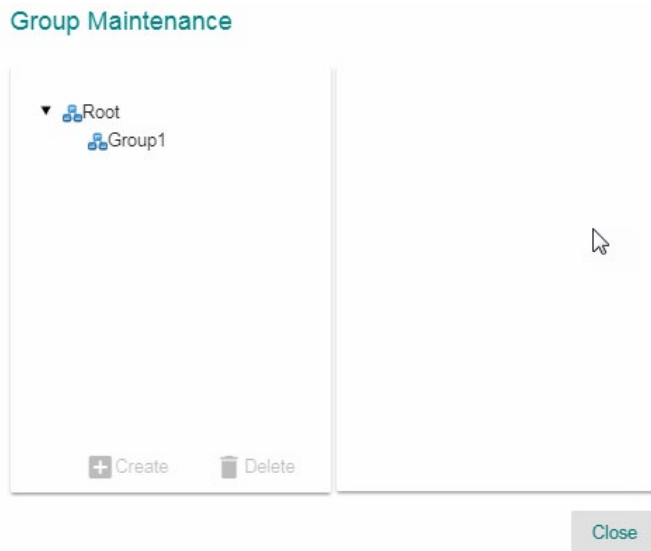 Group Maintenance
Root
Group1
Create
Delete
Close